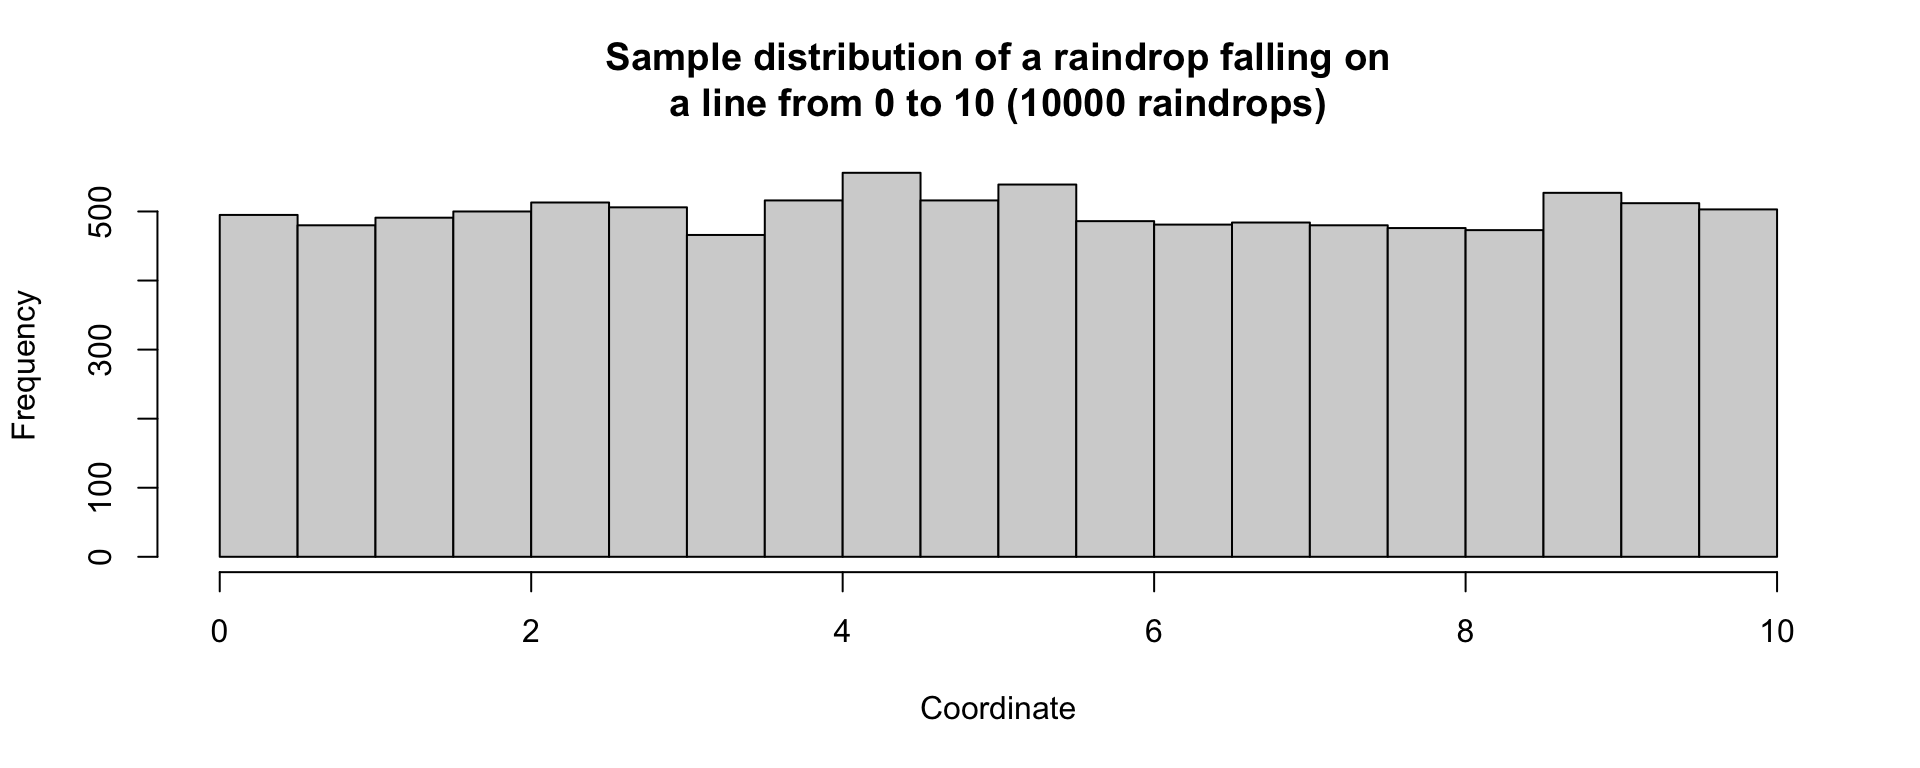 Sample distribution of a raindrop falling on
a line from 0 to 10 (10000 raindrops)
Frequency
500
300
100
0
0 2 4 6 8 10
Coordinate